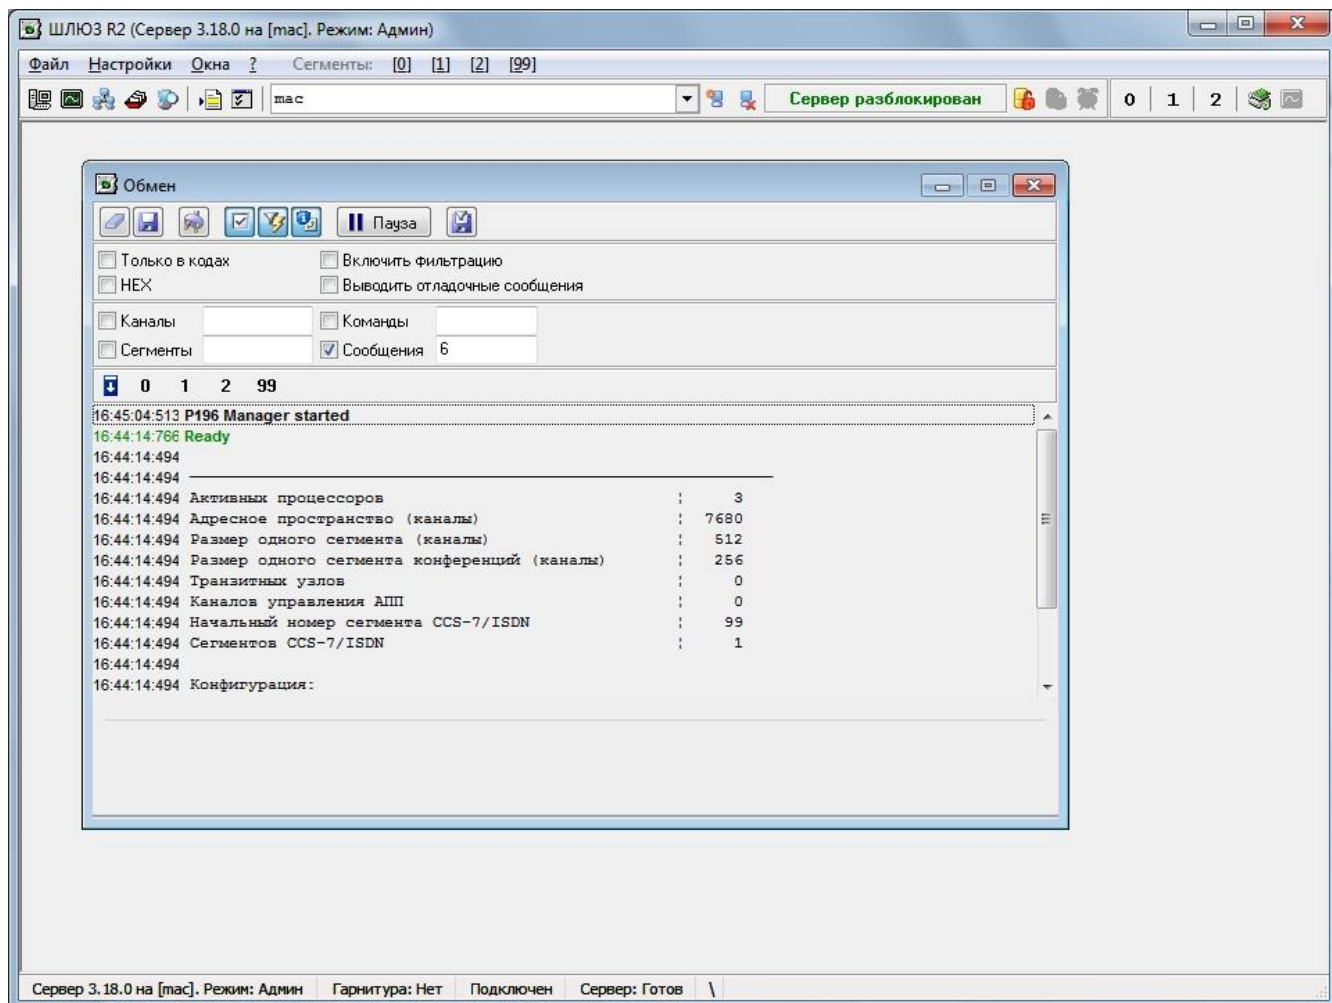 ШЛЮЗ R2 (Сервер 3.18.0 на [mac]. Режим: Админ)
Файл Настройки Окна ? Сегменты: [0] [1] [2] [99]
mac Сервер разблокирован 0 1 2
Обмен
Пауза
Только в кодах Включить фильтрацию
HEX Выводить отладочные сообщения
Каналы Команды
Сегменты Сообщения 6
0 1 2 99
16:45:04:513 P196 Manager started
16:44:14:766 Ready
16:44:14:494
16:44:14:494
16:44:14:494 Активных процессоров ¦ 3
16:44:14:494 Адресное пространство (каналы) ¦ 7680
16:44:14:494 Размер одного сегмента (каналы) ¦ 512
16:44:14:494 Размер одного сегмента конференций (каналы) ¦ 256
16:44:14:494 Транзитных узлов ¦ 0
16:44:14:494 Каналов управления АПП ¦ 0
16:44:14:494 Начальный номер сегмента CCS-7/ISDN ¦ 99
16:44:14:494 Сегментов CCS-7/ISDN ¦ 1
16:44:14:494
16:44:14:494 Конфигурация:
Сервер 3.18.0 на [mac]. Режим: Админ Гарнитура: Нет Подключен Сервер: Готов \